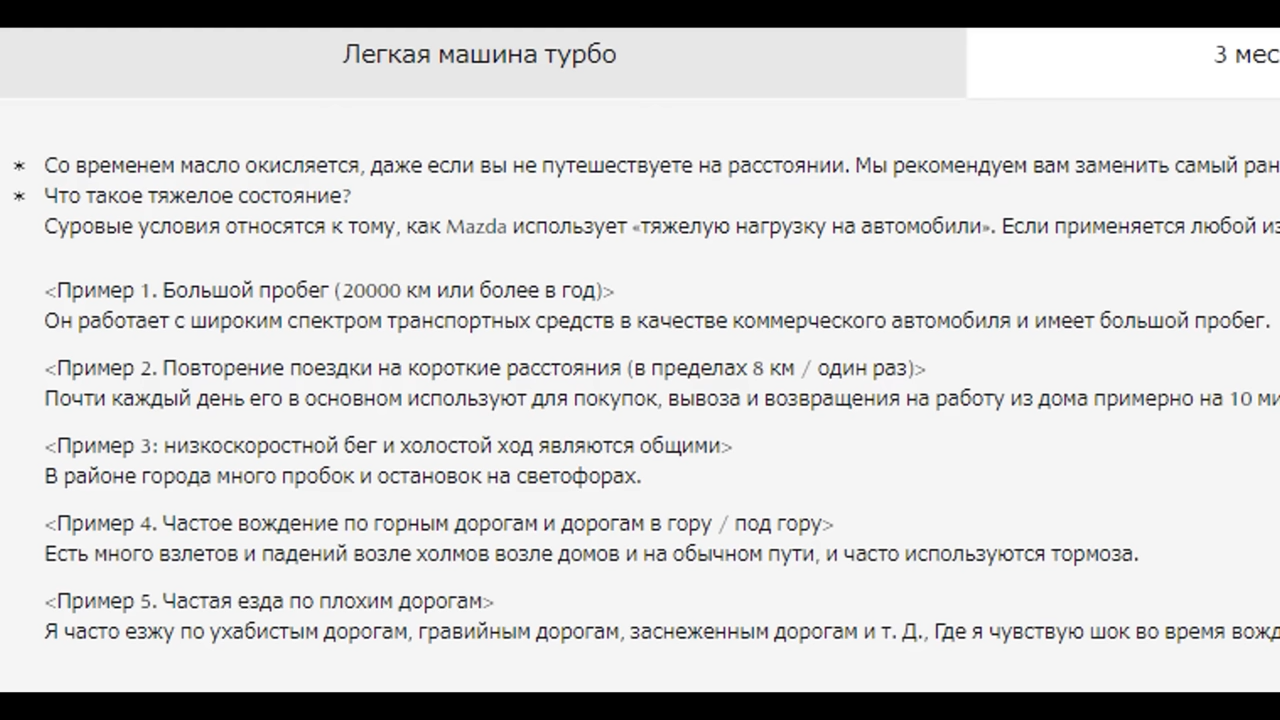 Легкая машина турбо 3 мес
* Со временем масло окисляется, даже если вы не путешествуете на расстоянии. Мы рекомендуем вам заменить самый ран
* Что такое тяжелое состояние?
Суровые условия относятся к тому, как Mazda использует «тяжелую нагрузку на автомобили». Если применяется любой из
<Пример 1. Большой пробег (20000 км или более в год)>
Он работает с широким спектром транспортных средств в качестве коммерческого автомобиля и имеет большой пробег.
<Пример 2. Повторение поездки на короткие расстояния (в пределах 8 км / один раз)>
Почти каждый день его в основном используют для покупок, вывоза и возвращения на работу из дома примерно на 10 ми
<Пример 3: низкоскоростной бег и холостой ход являются общими>
В районе города много пробок и остановок на светофорах.
<Пример 4. Частое вождение по горным дорогам и дорогам в гору / под гору>
Есть много взлетов и падений возле холмов возле домов и на обычном пути, и часто используются тормоза.
<Пример 5. Частая езда по плохим дорогам>
Я часто езжу по ухабистым дорогам, гравийным дорогам, заснеженным дорогам и т. Д., Где я чувствую шок во время вожд